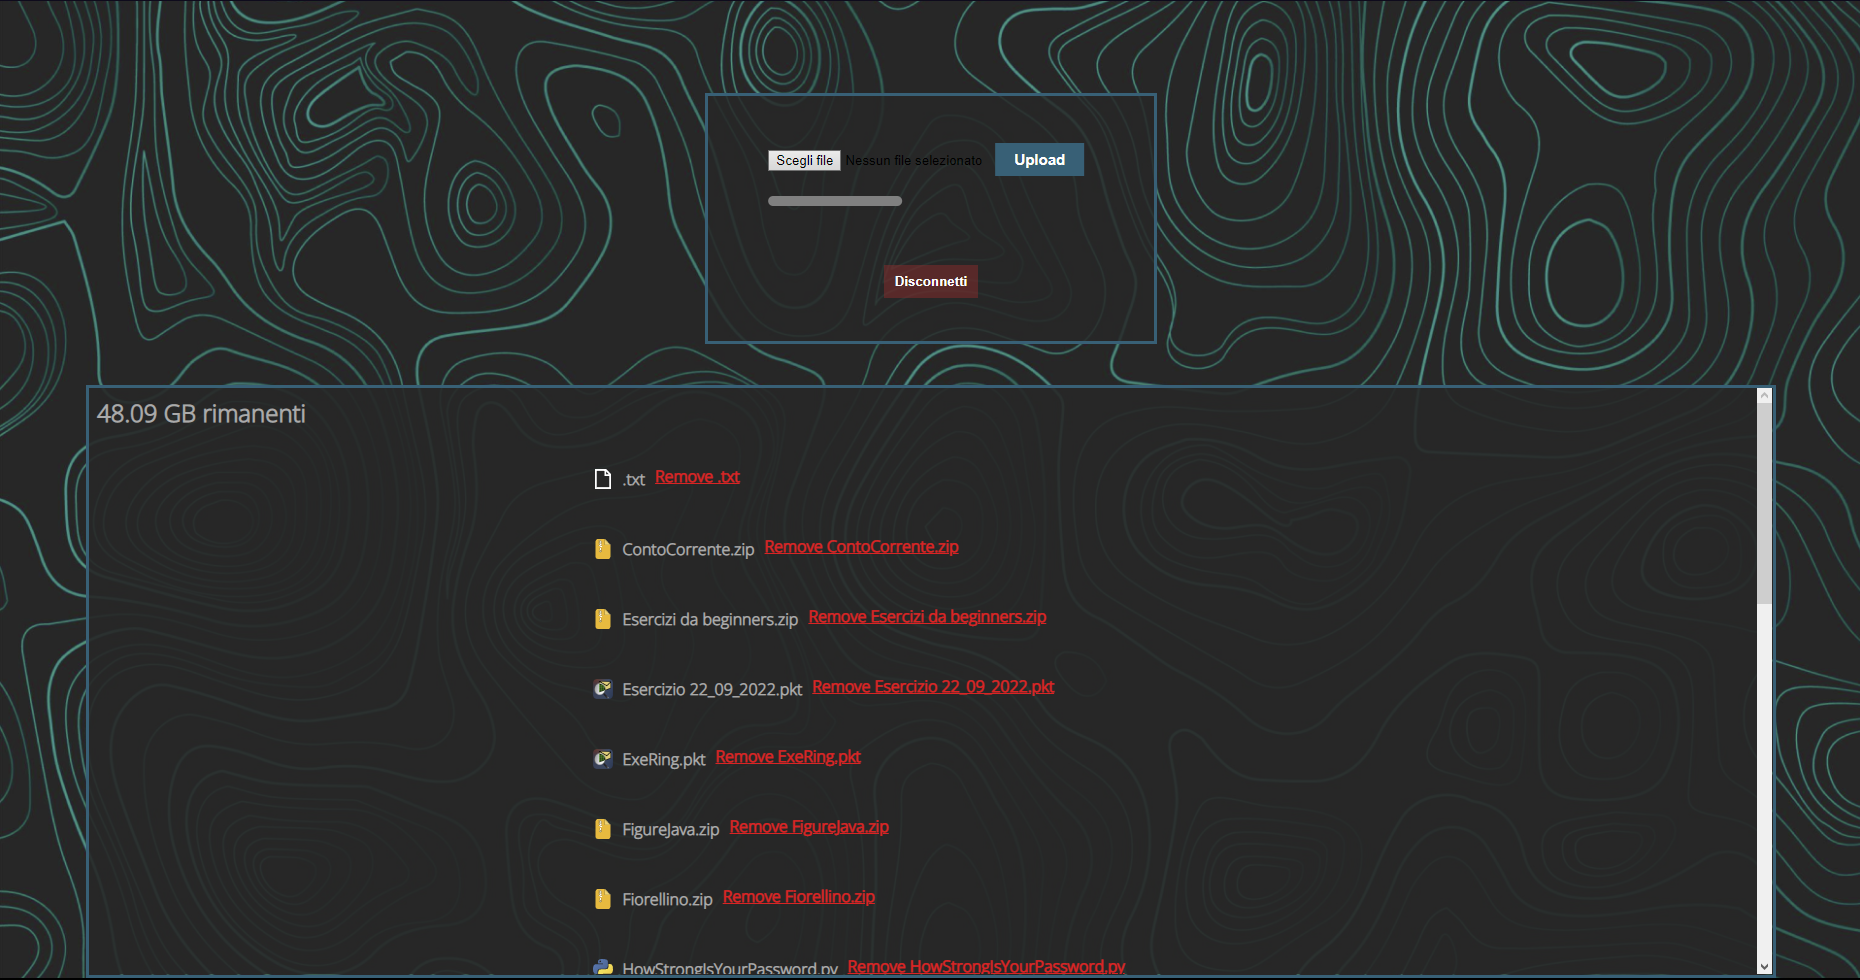 Scegli file Nessun file selezionato Upload
Disconnetti
48.09 GB rimanenti
.txt Remove .txt
ContoCorrente.zip Remove ContoCorrente.zip
Esercizi da beginners.zip Remove Esercizi da beginners.zip
Esercizio 22_09_2022.pkt Remove Esercizio 22_09_2022.pkt
ExeRing.pkt Remove ExeRing.pkt
FigureJava.zip Remove FigureJava.zip
Fiorellino.zip Remove Fiorellino.zip
HowStrongIsYourPassword.py Remove HowStrongIsYourPassword.py